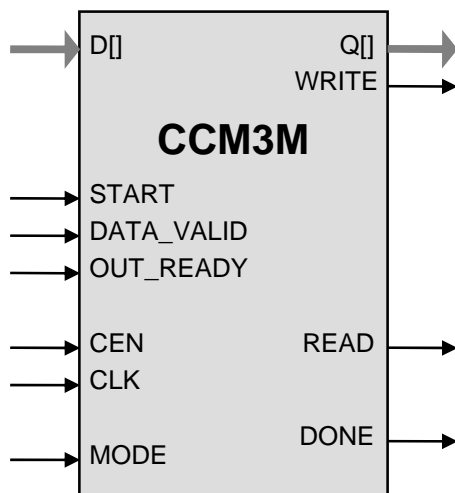 D[] Q[]
WRITE
CCM3M
START
DATA_VALID
OUT_READY
CEN READ
CLK
DONE
MODE